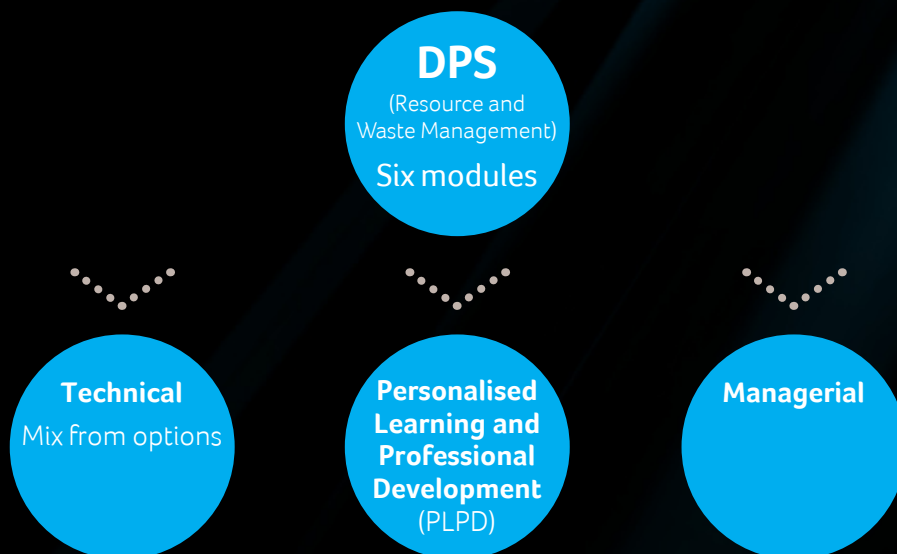 DPS
(Resource and
Waste Management)
Six modules
Technical
Mix from options
Personalised
Learning and
Professional
Development
(PLPD)
Managerial